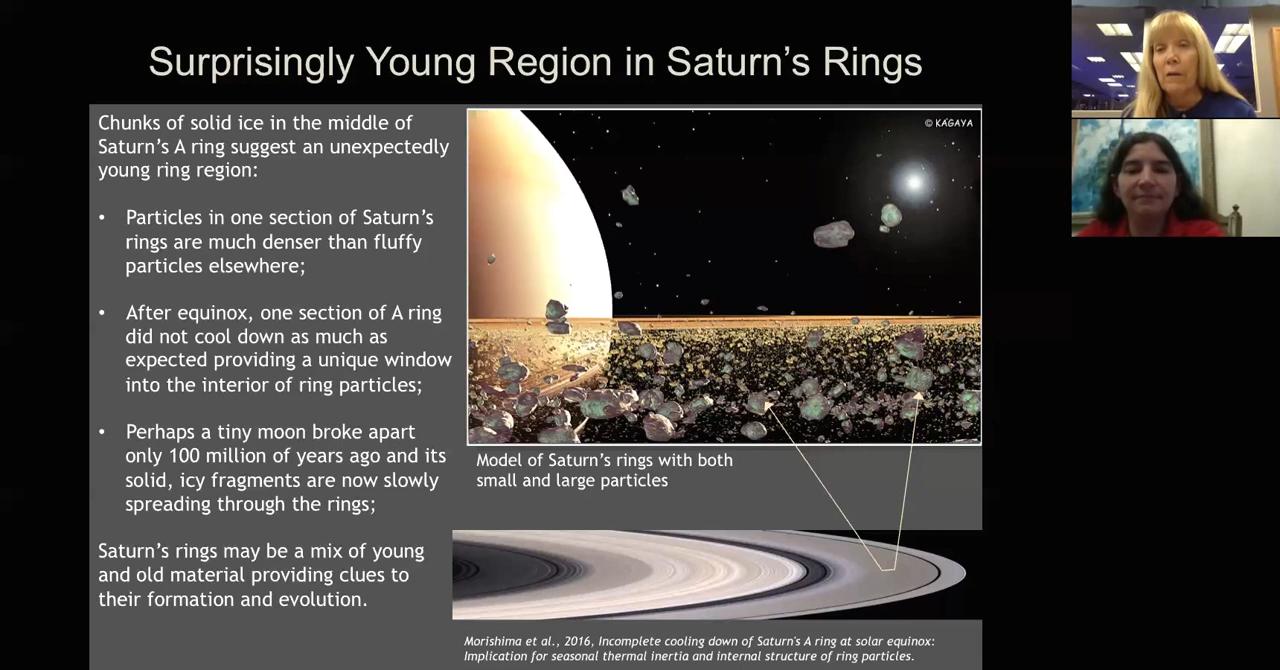 Surprisingly Young Region in Saturn's Rings
Chunks of solid ice in the middle of
Saturn's A ring suggest an unexpectedly
young ring region:
• Particles in one section of Saturn's
rings are much denser than fluffy
particles elsewhere;
• After equinox, one section of A ring
did not cool down as much as
expected providing a unique window
into the interior of ring particles;
• Perhaps a tiny moon broke apart
only 100 million of years ago and its
solid, icy fragments are now slowly
spreading through the rings;
Saturn's rings may be a mix of young
and old material providing clues to
their formation and evolution.
© KAGAYA
Model of Saturn's rings with both
small and large particles
Morishima et al., 2016, Incomplete cooling down of Saturn's A ring at solar equinox:
Implication for seasonal thermal inertia and internal structure of ring particles.